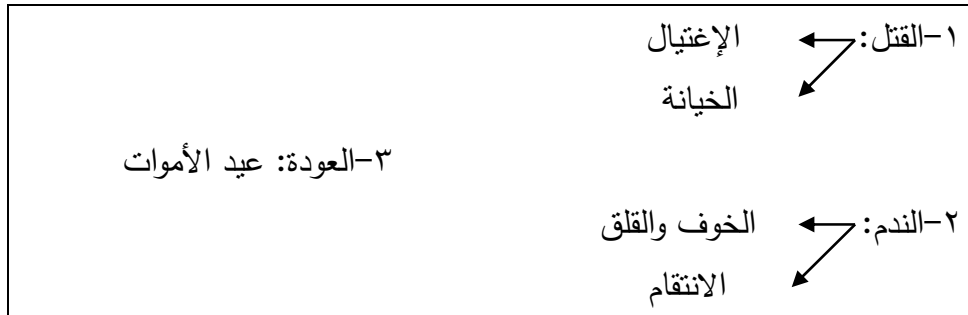 ١-القتل: الإغتيال
الخيانة
٣-العودة: عيد الأموات
٢-الندم: الخوف والقلق
الانتقام